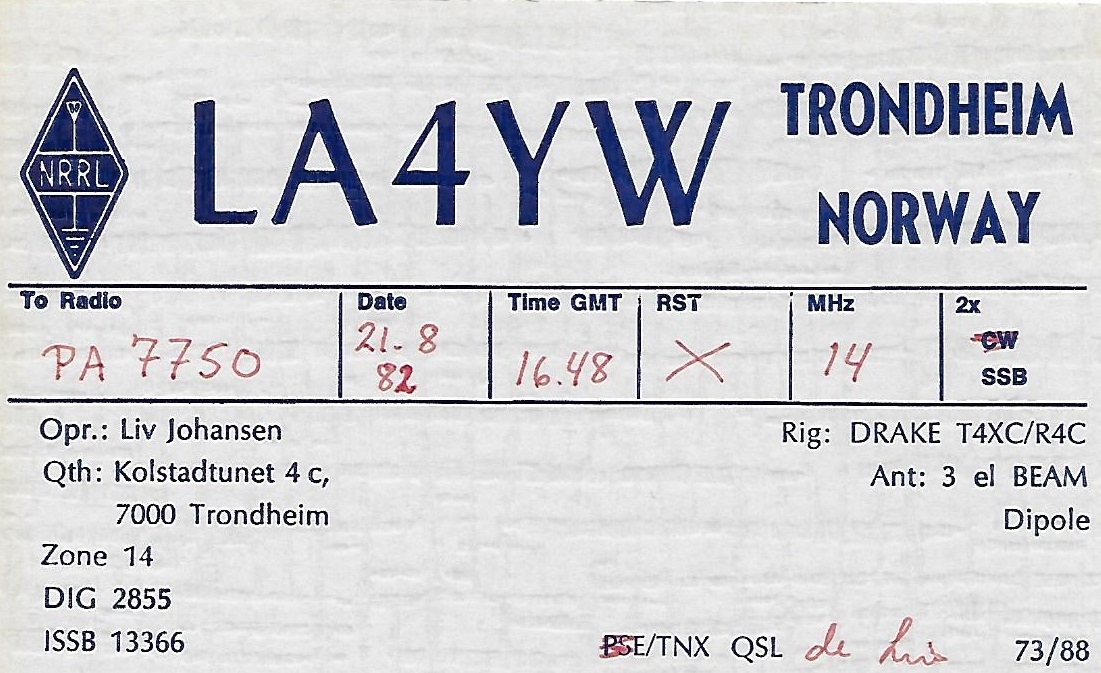 NRRL
LA4YW
TRONDHEIM
NORWAY
To Radio Date Time GMT RST MHz 2x
PA 7750 21. 8 82 16.48 X 14 CW SSB
Opr.: Liv Johansen
Qth: Kolstadtunet 4 c,
7000 Trondheim
Zone 14
DIG 2855
ISSB 13366
Rig: DRAKE T4XC/R4C
Ant: 3 el BEAM
Dipole
PSE/TNX QSL de Liv 73/88